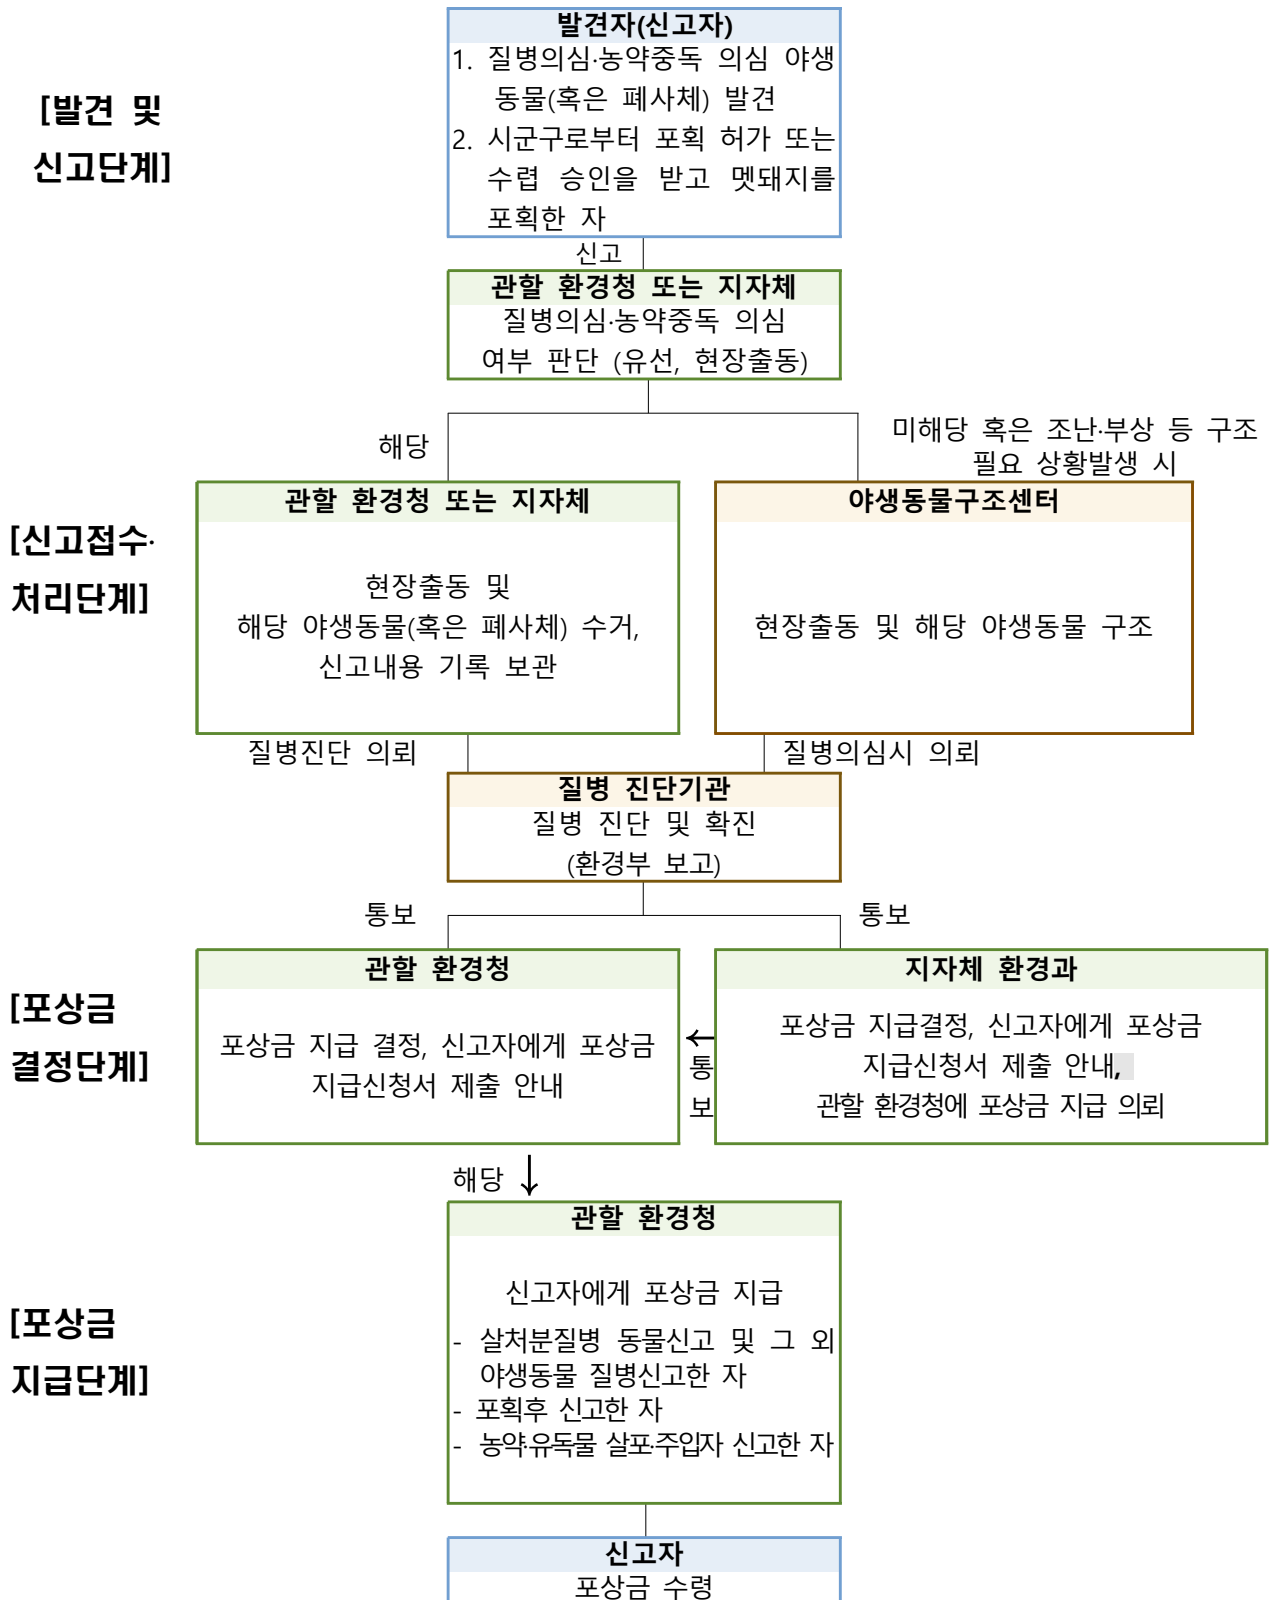 발견자(신고자)
1. 질병의심·농약중독 의심 야생
동물(혹은 폐사체) 발견
2. 시군구로부터 포획 허가 또는
수렵 승인을 받고 멧돼지를
포획한 자
[발견 및
신고단계]
신고
관할 환경청 또는 지자체
질병의심·농약중독 의심
여부 판단 (유선, 현장출동)
해당
미해당 혹은 조난·부상 등 구조
필요 상황발생 시
[신고접수·
처리단계]
관할 환경청 또는 지자체
현장출동 및
해당 야생동물(혹은 폐사체) 수거,
신고내용 기록 보관
야생동물구조센터
현장출동 및 해당 야생동물 구조
질병진단 의뢰
질병의심시 의뢰
질병 진단기관
질병 진단 및 확진
(환경부 보고)
통보
통보
[포상금
결정단계]
관할 환경청
포상금 지급 결정, 신고자에게 포상금
지급신청서 제출 안내
←
통
보
지자체 환경과
포상금 지급결정, 신고자에게 포상금
지급신청서 제출 안내,
관할 환경청에 포상금 지급 의뢰
해당 ↓
[포상금
지급단계]
관할 환경청
신고자에게 포상금 지급
- 살처분질병 동물신고 및 그 외
야생동물 질병신고한 자
- 포획후 신고한 자
- 농약·유독물 살포·주입자 신고한 자
신고자
포상금 수령